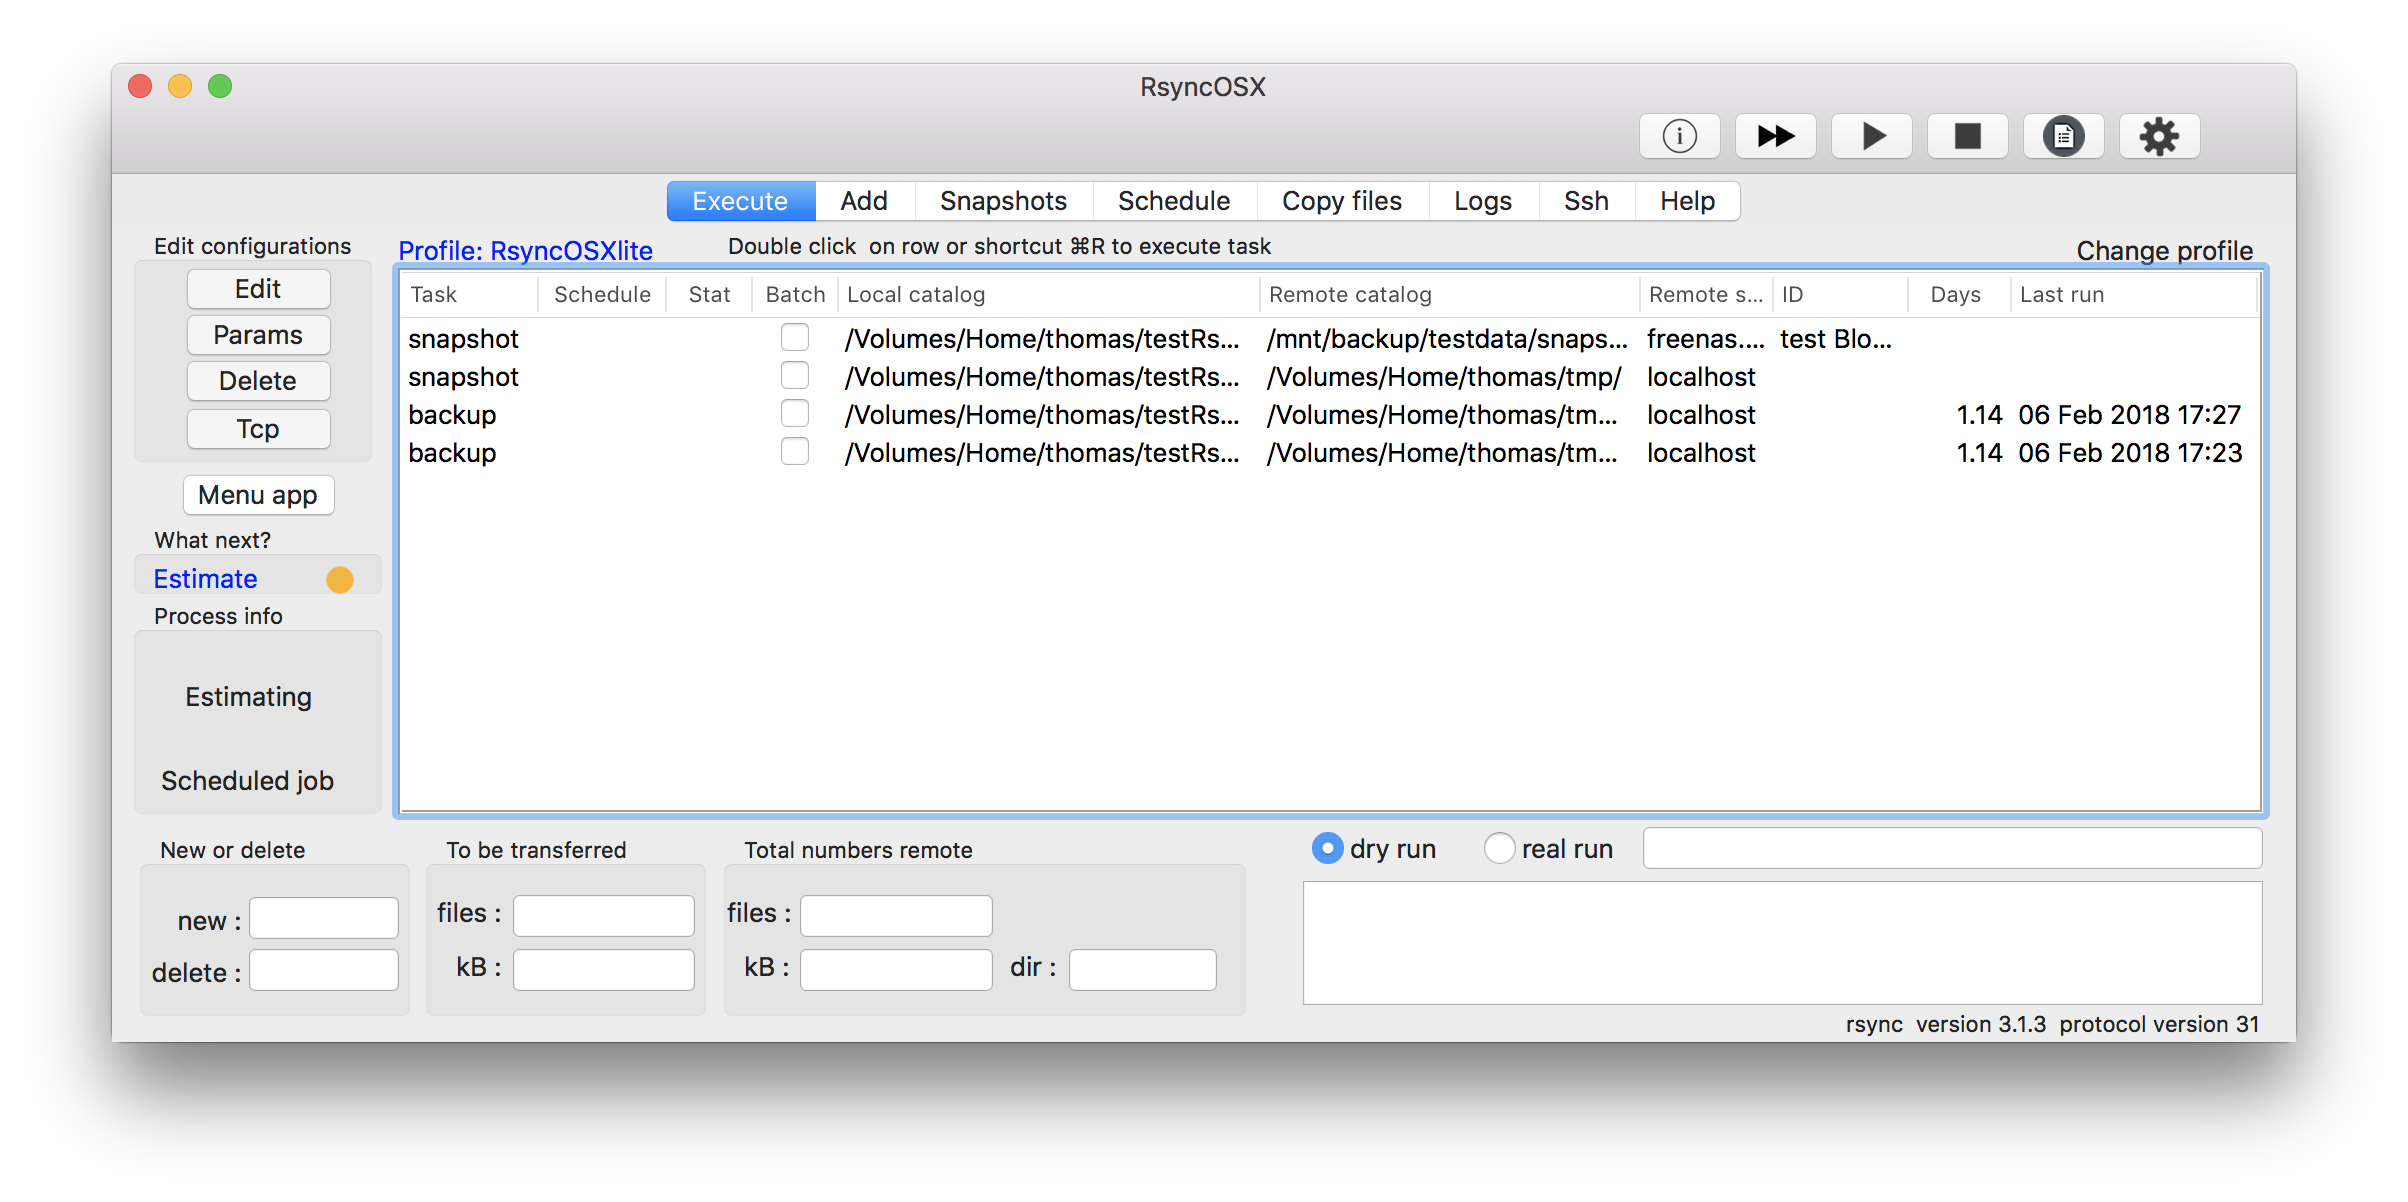 RsyncOSX
Execute Add Snapshots Schedule Copy files Logs Ssh Help
Edit configurations
Edit
Params
Delete
Tcp
Menu app
What next?
Estimate
Process info
Estimating
Scheduled job
Profile: RsyncOSXlite Double click on row or shortcut ⌘R to execute task Change profile
Task Schedule Stat Batch Local catalog Remote catalog Remote s... ID Days Last run
snapshot /Volumes/Home/thomas/testRs... /mnt/backup/testdata/snaps... freenas.... test Blo...
snapshot /Volumes/Home/thomas/testRs... /Volumes/Home/thomas/tmp/ localhost
backup /Volumes/Home/thomas/testRs... /Volumes/Home/thomas/tm... localhost 1.14 06 Feb 2018 17:27
backup /Volumes/Home/thomas/testRs... /Volumes/Home/thomas/tm... localhost 1.14 06 Feb 2018 17:23
New or delete
new :
delete :
To be transferred
files :
kB :
Total numbers remote
files :
kB : dir :
dry run real run
rsync version 3.1.3 protocol version 31